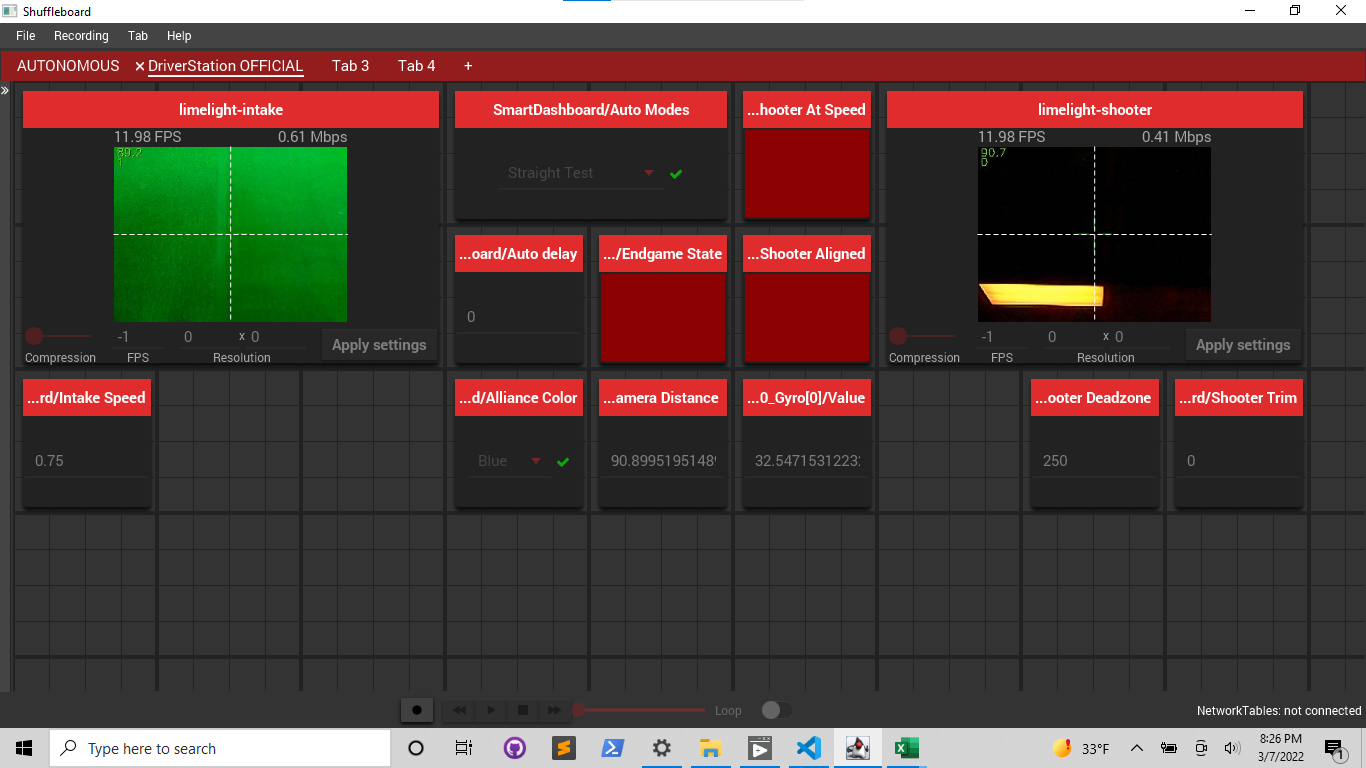 Shuffleboard
File Recording Tab Help
AUTONOMOUS DriverStation OFFICIAL Tab 3 Tab 4 +
limelight-intake
11.98 FPS 0.61 Mbps
1
-1 0 x 0
Compression FPS Resolution
Apply settings
SmartDashboard/Auto Modes
Straight Test
...hooter At Speed
limelight-shooter
11.98 FPS 0.41 Mbps
90.7
0
-1 0 x 0
Compression FPS Resolution
Apply settings
...oard/Auto delay
0
.../Endgame State
...Shooter Aligned
...rd/Intake Speed
0.75
...d/Alliance Color
Blue
...amera Distance
90.8995195148
...0_Gyro[0]/Value
32.5471531223
...ooter Deadzone
250
...rd/Shooter Trim
0
Loop
NetworkTables: not connected
Type here to search
33°F
8:26 PM
3/7/2022
1